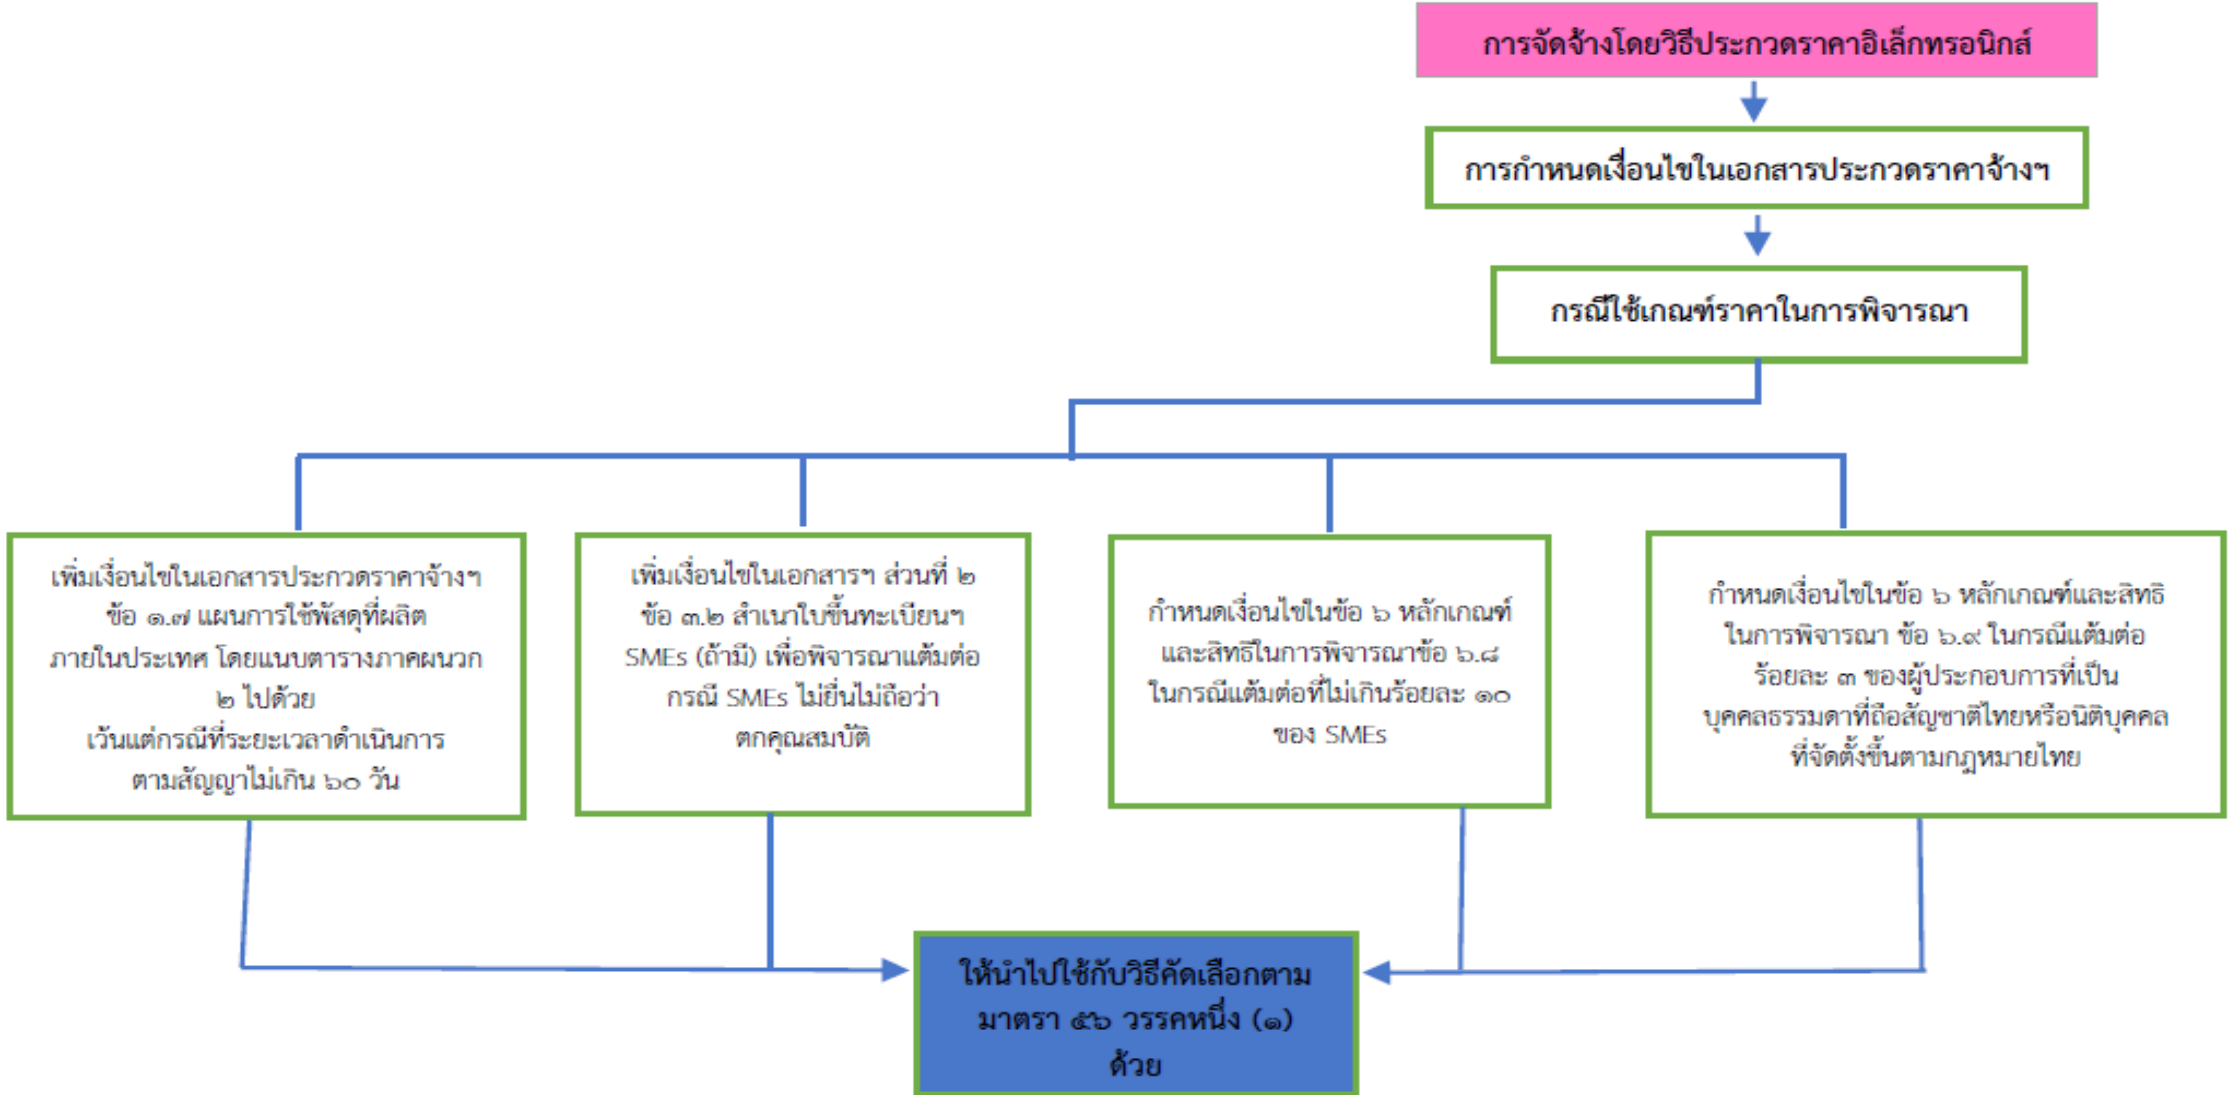 การจัดจ้างโดยวิธีประกวดราคาอิเล็กทรอนิกส์
การกำหนดเงื่อนไขในเอกสารประกวดราคาจ้างฯ
กรณีใช้เกณฑ์ราคาในการพิจารณา
เพิ่มเงื่อนไขในเอกสารประกวดราคาจ้างฯ
ข้อ ๑.๗ แผนการใช้พัสดุที่ผลิต
ภายในประเทศ โดยแนบตารางภาคผนวก
๒ ไปด้วย
เว้นแต่กรณีที่ระยะเวลาดำเนินการ
ตามสัญญาไม่เกิน ๖๐ วัน
เพิ่มเงื่อนไขในเอกสารฯ ส่วนที่ ๒
ข้อ ๓.๒ สำเนาใบขึ้นทะเบียนฯ
SMEs (ถ้ามี) เพื่อพิจารณาแต้มต่อ
กรณี SMEs ไม่ยื่นไม่ถือว่า
ตกคุณสมบัติ
กำหนดเงื่อนไขในข้อ ๖ หลักเกณฑ์
และสิทธิในการพิจารณาข้อ ๖.๘
ในกรณีแต้มต่อที่ไม่เกินร้อยละ ๑๐
ของ SMEs
กำหนดเงื่อนไขในข้อ ๖ หลักเกณฑ์และสิทธิ
ในการพิจารณา ข้อ ๖.๙ ในกรณีแต้มต่อ
ร้อยละ ๓ ของผู้ประกอบการที่เป็น
บุคคลธรรมดาที่ถือสัญชาติไทยหรือนิติบุคคล
ที่จัดตั้งขึ้นตามกฎหมายไทย
ให้นำไปใช้กับวิธีคัดเลือกตาม
มาตรา ๕๖ วรรคหนึ่ง (๑)
ด้วย